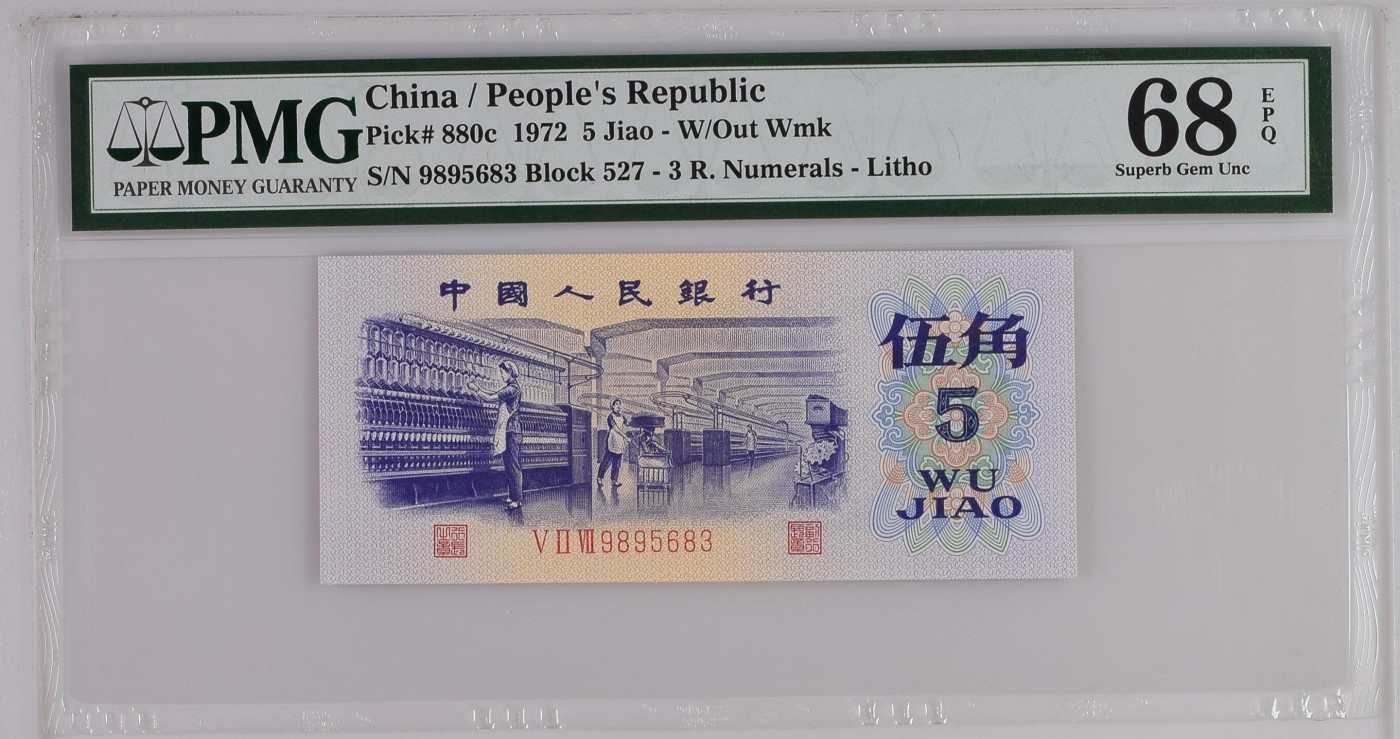 PMG
PAPER MONEY GUARANTY
China / People's Republic
Pick# 880c 1972 5 Jiao - W/Out Wmk
S/N 9895683 Block 527 - 3 R. Numerals - Litho
68
EPQ
Superb Gem Unc
中國人民銀行
伍角
5
WU
JIAO
V II VII 9895683